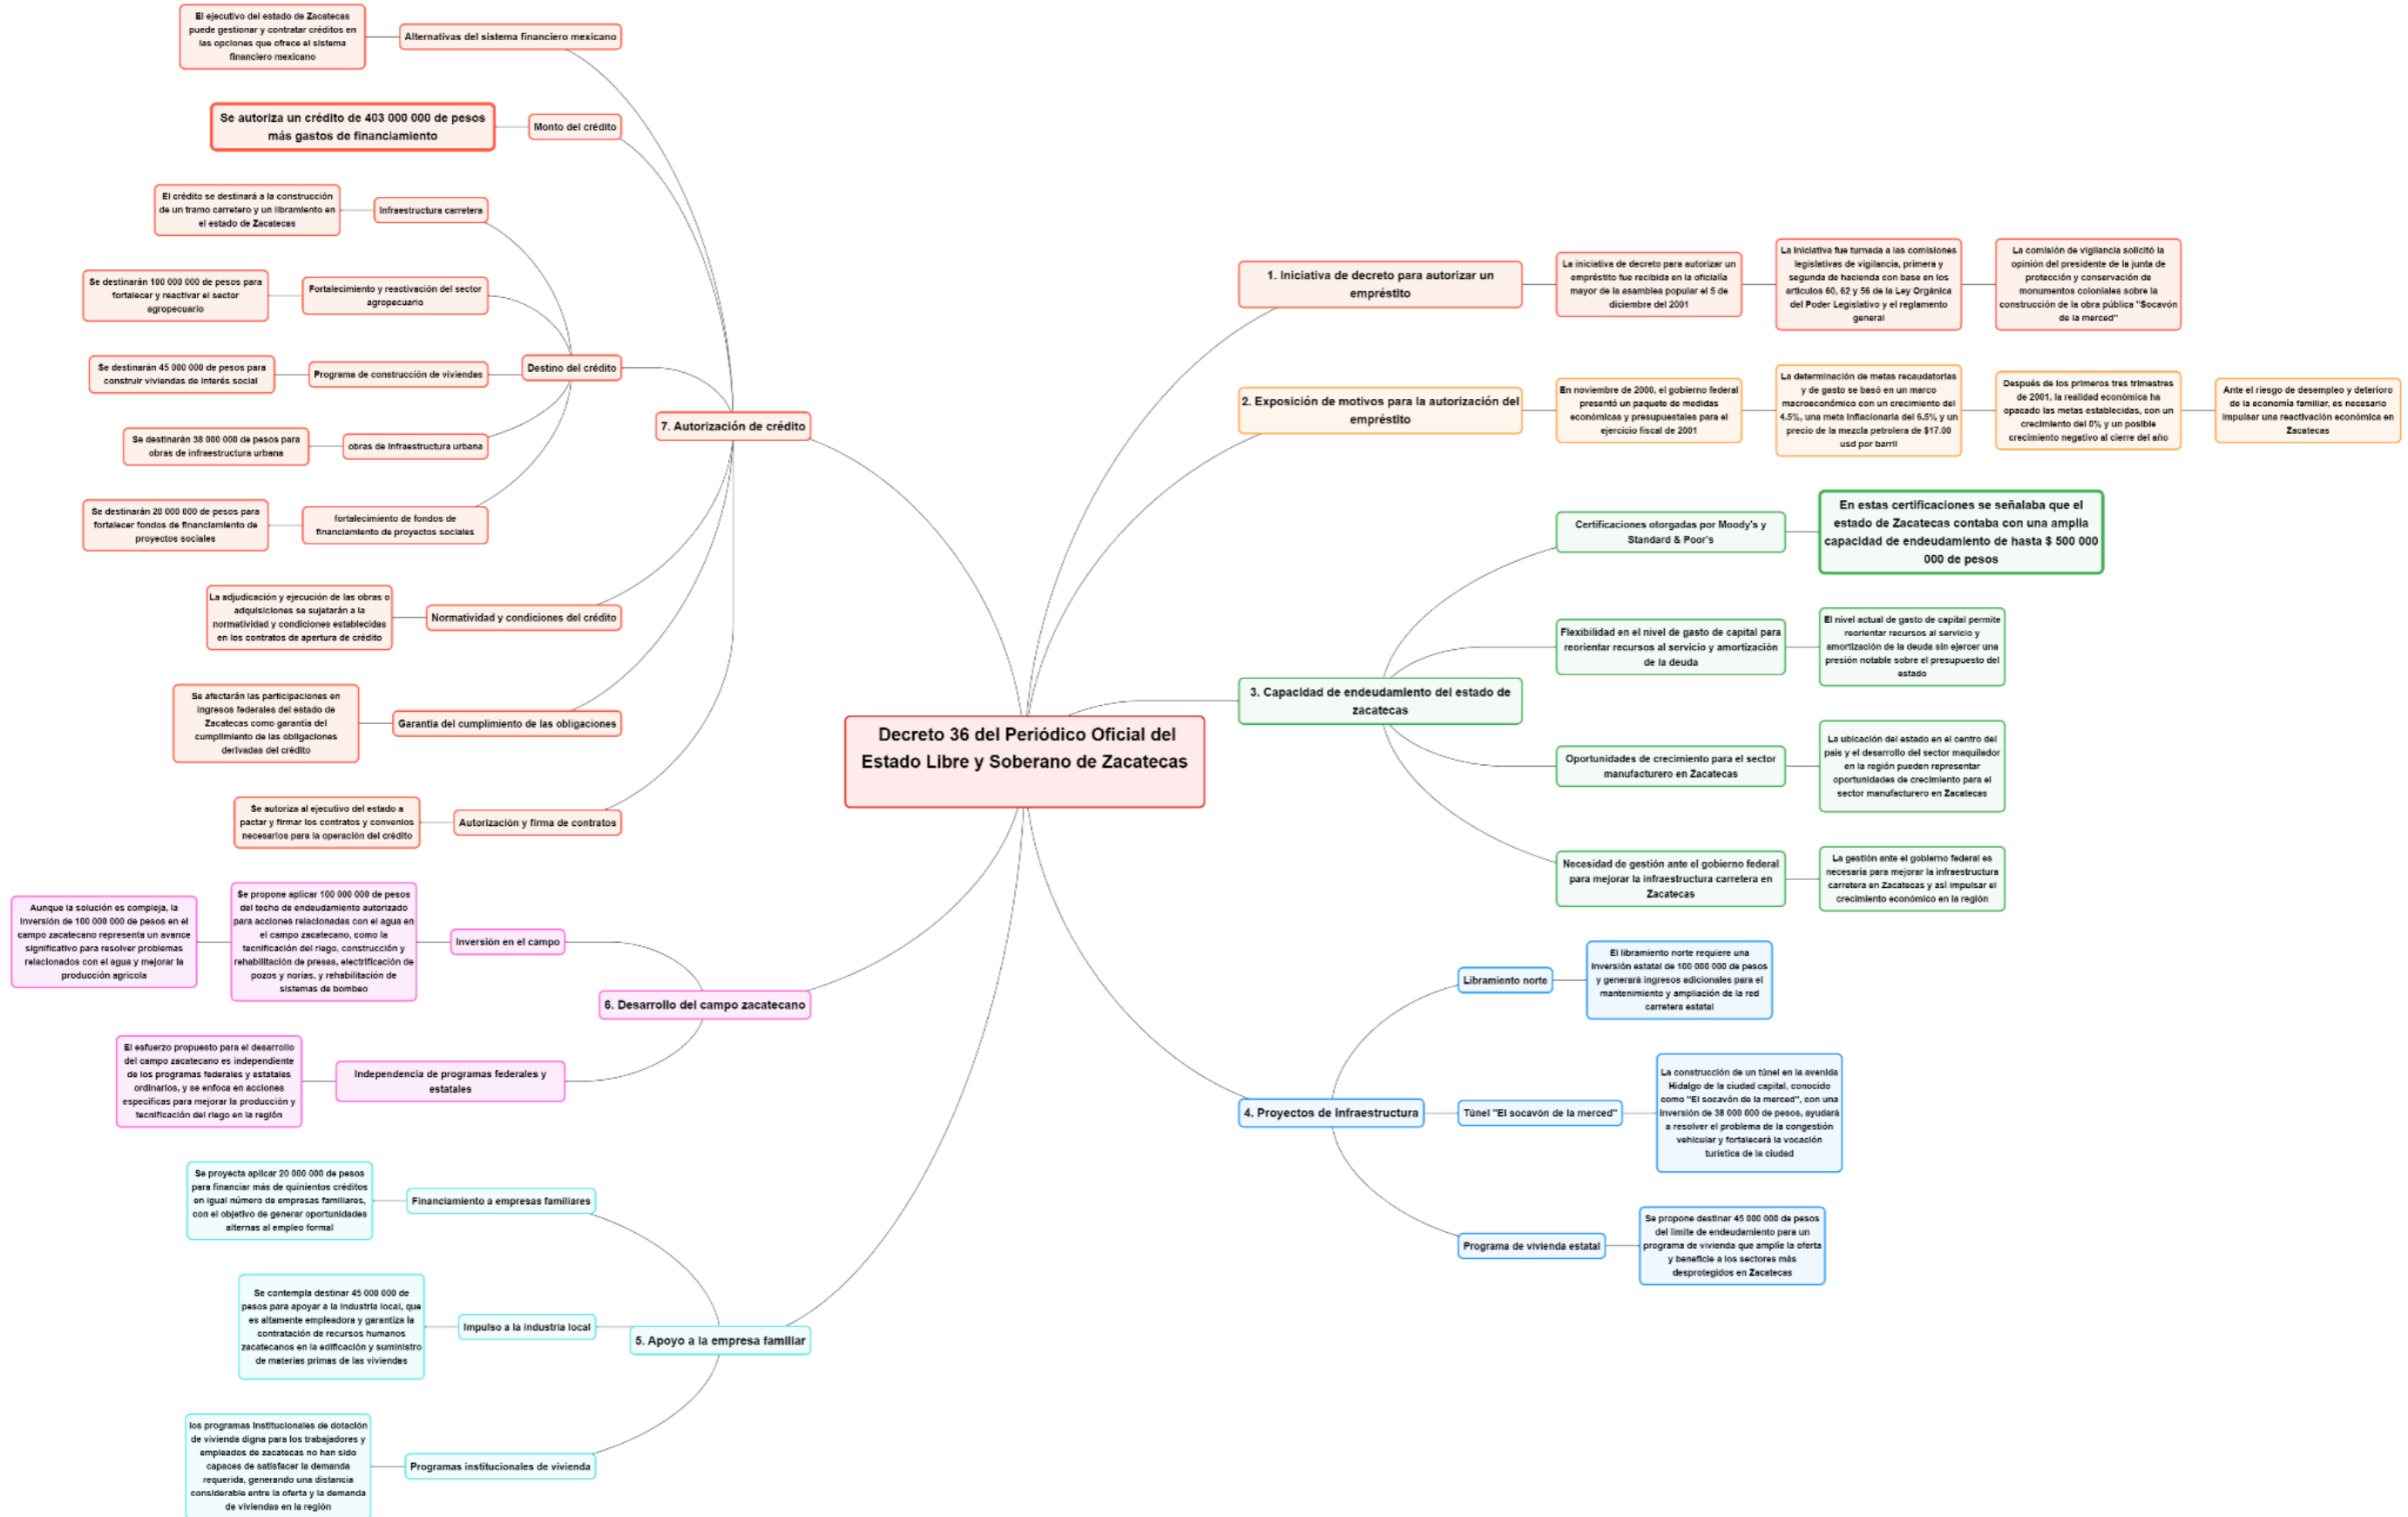 Decreto 36 del Periódico Oficial del
Estado Libre y Soberano de Zacatecas
1. Iniciativa de decreto para autorizar un
empréstito
La iniciativa de decreto para autorizar un
empréstito fue recibida en la oficialía
mayor de la asamblea popular el 5 de
diciembre del 2001
La iniciativa fue turnada a las comisiones
legislativas de vigilancia, primera y
segunda de hacienda con base en los
artículos 60, 62 y 56 de la Ley Orgánica
del Poder Legislativo y el reglamento
general
La comisión de vigilancia solicitó la
opinión del presidente de la junta de
protección y conservación de
monumentos coloniales sobre la
construcción de la obra pública "Socavón
de la merced"
2. Exposición de motivos para la autorización del
empréstito
En noviembre de 2000, el gobierno federal
presentó un paquete de medidas
económicas y presupuestales para el
ejercicio fiscal de 2001
La determinación de metas recaudatorias
y de gasto se basó en un marco
macroeconómico con un crecimiento del
4.5%, una meta inflacionaria del 6.5% y un
precio de la mezcla petrolera de $17.00
usd por barril
Después de los primeros tres trimestres
de 2001, la realidad económica ha
opacado las metas establecidas, con un
crecimiento del 0% y un posible
crecimiento negativo al cierre del año
Ante el riesgo de desempleo y deterioro
de la economía familiar, es necesario
impulsar una reactivación económica en
Zacatecas
3. Capacidad de endeudamiento del estado de
zacatecas
Certificaciones otorgadas por Moody's y
Standard & Poor's
En estas certificaciones se señalaba que el
estado de Zacatecas contaba con una amplia
capacidad de endeudamiento de hasta $ 500 000
000 de pesos
Flexibilidad en el nivel de gasto de capital para
reorientar recursos al servicio y amortización
de la deuda
El nivel actual de gasto de capital permite
reorientar recursos al servicio y
amortización de la deuda sin ejercer una
presión notable sobre el presupuesto del
estado
Oportunidades de crecimiento para el sector
manufacturero en Zacatecas
La ubicación del estado en el centro del
país y el desarrollo del sector maquilador
en la región pueden representar
oportunidades de crecimiento para el
sector manufacturero en Zacatecas
Necesidad de gestión ante el gobierno federal
para mejorar la infraestructura carretera en
Zacatecas
La gestión ante el gobierno federal es
necesaria para mejorar la infraestructura
carretera en Zacatecas y así impulsar el
crecimiento económico en la región
4. Proyectos de infraestructura
Libramiento norte
El libramiento norte requiere una
inversión estatal de 100 000 000 de pesos
y generará ingresos adicionales para el
mantenimiento y ampliación de la red
carretera estatal
Túnel "El socavón de la merced"
La construcción de un túnel en la avenida
Hidalgo de la ciudad capital, conocido
como "El socavón de la merced", con una
inversión de 38 000 000 de pesos, ayudará
a resolver el problema de la congestión
vehicular y fortalecerá la vocación
turística de la ciudad
Programa de vivienda estatal
Se propone destinar 45 000 000 de pesos
del límite de endeudamiento para un
programa de vivienda que amplíe la oferta
y beneficie a los sectores más
desprotegidos en Zacatecas
5. Apoyo a la empresa familiar
Financiamiento a empresas familiares
Se proyecta aplicar 20 000 000 de pesos
para financiar más de quinientos créditos
en igual número de empresas familiares,
con el objetivo de generar oportunidades
alternas al empleo formal
Impulso a la industria local
Se contempla destinar 45 000 000 de
pesos para apoyar a la industria local, que
es altamente empleadora y garantiza la
contratación de recursos humanos
zacatecanos en la edificación y suministro
de materias primas de las viviendas
Programas institucionales de vivienda
los programas institucionales de dotación
de vivienda digna para los trabajadores y
empleados de zacatecas no han sido
capaces de satisfacer la demanda
requerida, generando una distancia
considerable entre la oferta y la demanda
de viviendas en la región
6. Desarrollo del campo zacatecano
Inversión en el campo
Se propone aplicar 100 000 000 de pesos
del techo de endeudamiento autorizado
para acciones relacionadas con el agua en
el campo zacatecano, como la
tecnificación del riego, construcción y
rehabilitación de presas, electrificación de
pozos y norias, y rehabilitación de
sistemas de bombeo
Aunque la solución es compleja, la
inversión de 100 000 000 de pesos en el
campo zacatecano representa un avance
significativo para resolver problemas
relacionados con el agua y mejorar la
producción agrícola
Independencia de programas federales y
estatales
El esfuerzo propuesto para el desarrollo
del campo zacatecano es independiente
de los programas federales y estatales
ordinarios, y se enfoca en acciones
específicas para mejorar la producción y
tecnificación del riego en la región
7. Autorización de crédito
Alternativas del sistema financiero mexicano
El ejecutivo del estado de Zacatecas
puede gestionar y contratar créditos en
las opciones que ofrece el sistema
financiero mexicano
Monto del crédito
Se autoriza un crédito de 403 000 000 de pesos
más gastos de financiamiento
Destino del crédito
Infraestructura carretera
El crédito se destinará a la construcción
de un tramo carretero y un libramiento en
el estado de Zacatecas
Fortalecimiento y reactivación del sector
agropecuario
Se destinarán 100 000 000 de pesos para
fortalecer y reactivar el sector
agropecuario
Programa de construcción de viviendas
Se destinarán 45 000 000 de pesos para
construir viviendas de interés social
obras de infraestructura urbana
Se destinarán 38 000 000 de pesos para
obras de infraestructura urbana
fortalecimiento de fondos de
financiamiento de proyectos sociales
Se destinarán 20 000 000 de pesos para
fortalecer fondos de financiamiento de
proyectos sociales
Normatividad y condiciones del crédito
La adjudicación y ejecución de las obras o
adquisiciones se sujetarán a la
normatividad y condiciones establecidas
en los contratos de apertura de crédito
Garantía del cumplimiento de las obligaciones
Se afectarán las participaciones en
ingresos federales del estado de
Zacatecas como garantía del
cumplimiento de las obligaciones
derivadas del crédito
Autorización y firma de contratos
Se autoriza al ejecutivo del estado a
pactar y firmar los contratos y convenios
necesarios para la operación del crédito